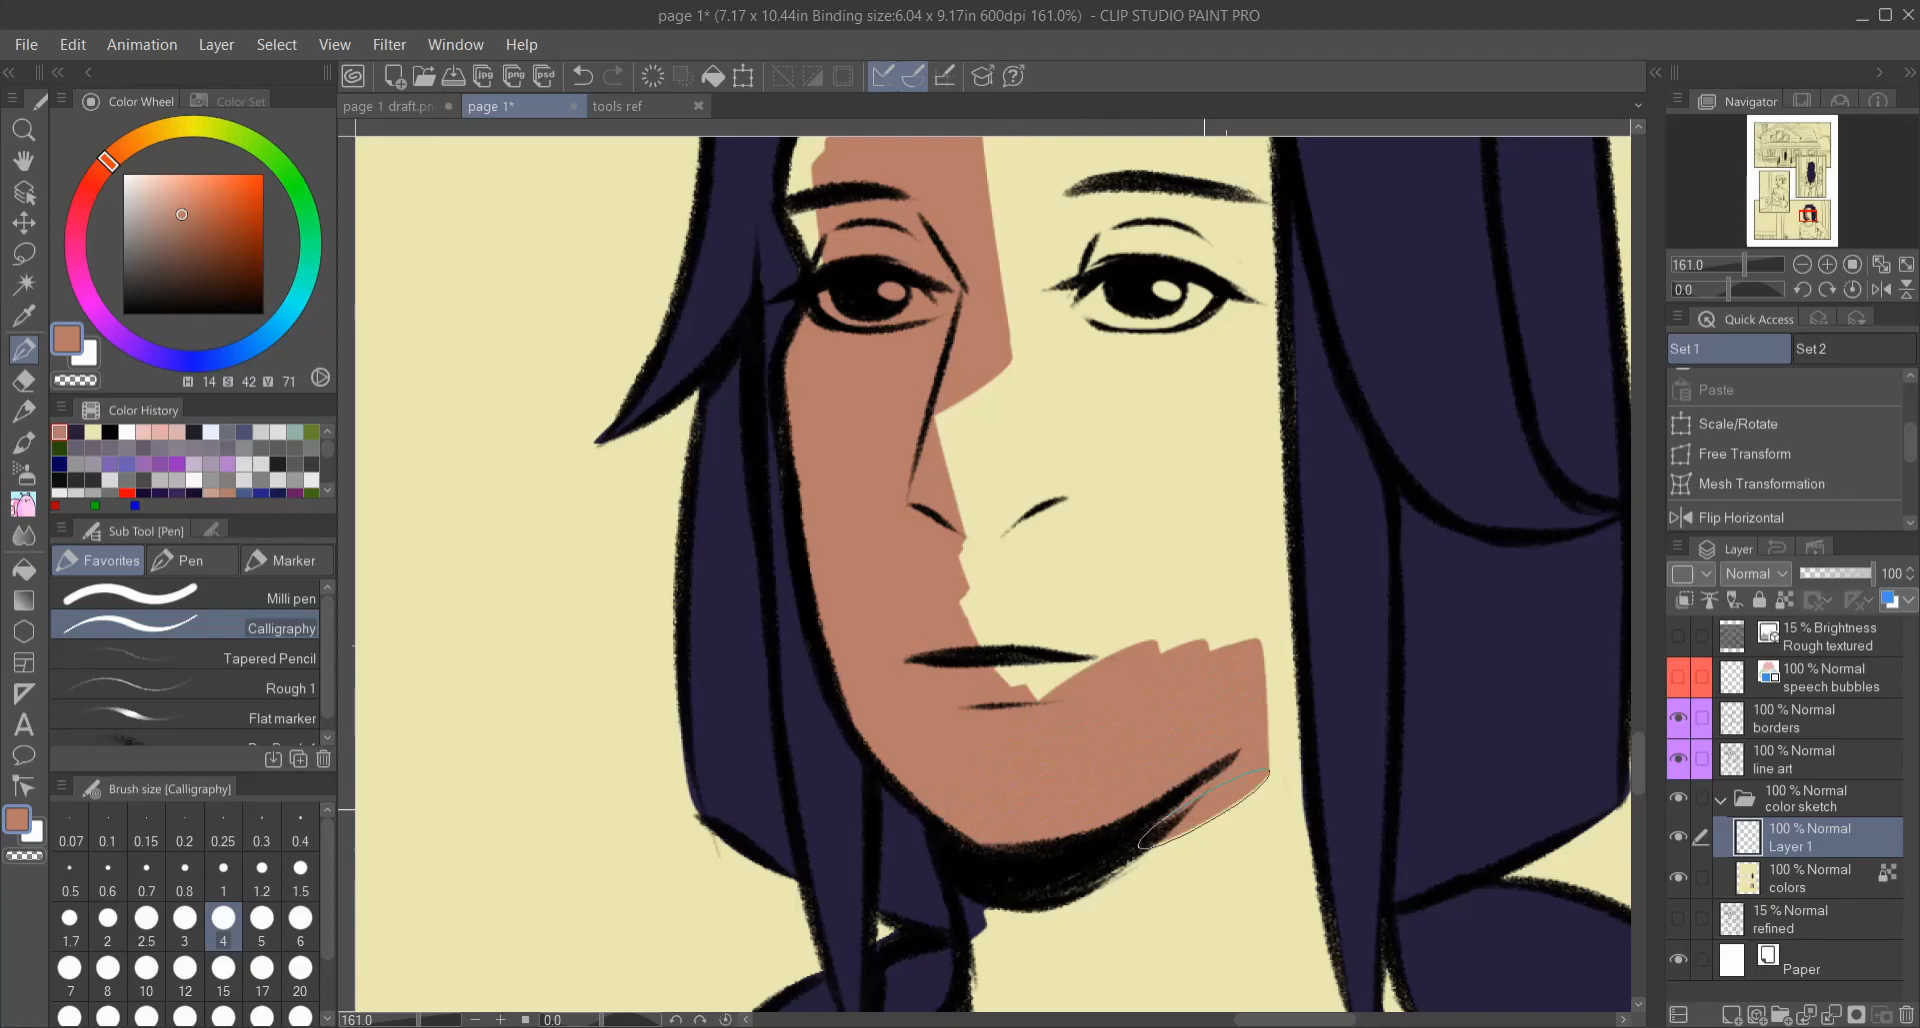 page 1* (7.17 x 10.44in Binding size:6.04 x 9.17in 600dpi 161.0%)  - CLIP STUDIO PAINT PRO
File Edit Animation Layer Select View Filter Window Help
jpg png psd
Color Wheel Color Set
page 1 draft.pn page 1* tools ref
Navigator
161.0
0.0
Quick Access
Set 1 Set 2
Paste
Scale/Rotate
Free Transform
Mesh Transformation
Flip Horizontal
H 14 S 42 V 71
Color History
Sub Tool [Pen]
Favorites Pen Marker
Milli pen
Calligraphy
Tapered Pencil
Rough 1
Flat marker
Brush size [Calligraphy]
0.07 0.1 0.15 0.2 0.25 0.3 0.4
0.5 0.6 0.7 0.8 1 1.2 1.5
1.7 2 2.5 3 4 5 6
7 8 10 12 15 17 20
Layer
Normal 100
15 % Brightness
Rough textured
100 % Normal
speech bubbles
100 % Normal
borders
100 % Normal
line art
100 % Normal
color sketch
100 % Normal
Layer 1
100 % Normal
colors
15 % Normal
refined
Paper
161.0 0.0